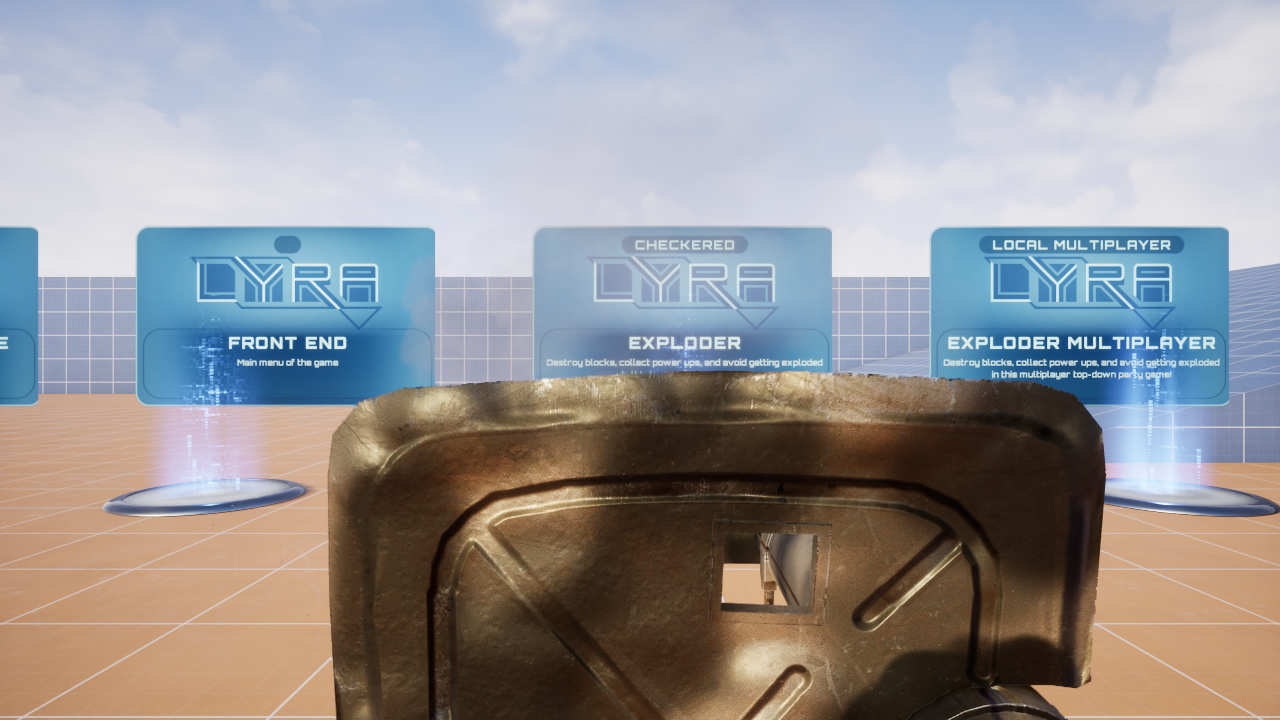 LYRA
FRONT END
Main menu of the game
CHECKERED
LYRA
EXPLODER
Destroy blocks, collect power ups, and avoid getting exploded
LOCAL MULTIPLAYER
LYRA
EXPLODER MULTIPLAYER
Destroy blocks, collect power ups, and avoid getting exploded
in this multiplayer top-down party game!